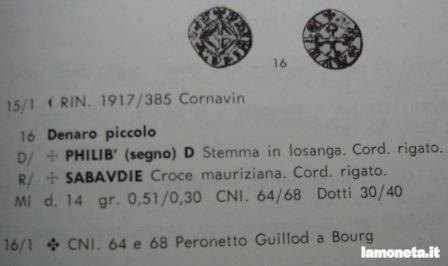 16
15/1 RIN. 1917/385 Cornavin
16 Denaro piccolo
D/ ☩ PHILIB' (segno) D Stemma in losanga. Cord. rigato.
R/ ☩ SABAVDIE Croce mauriziana. Cord. rigato.
MI d. 14 gr. 0,51/0,30 CNI. 64/68 Dotti 30/40
16/1 ✥ CNI. 64 e 68 Peronetto Guillod a Bourg
lamoneta.it